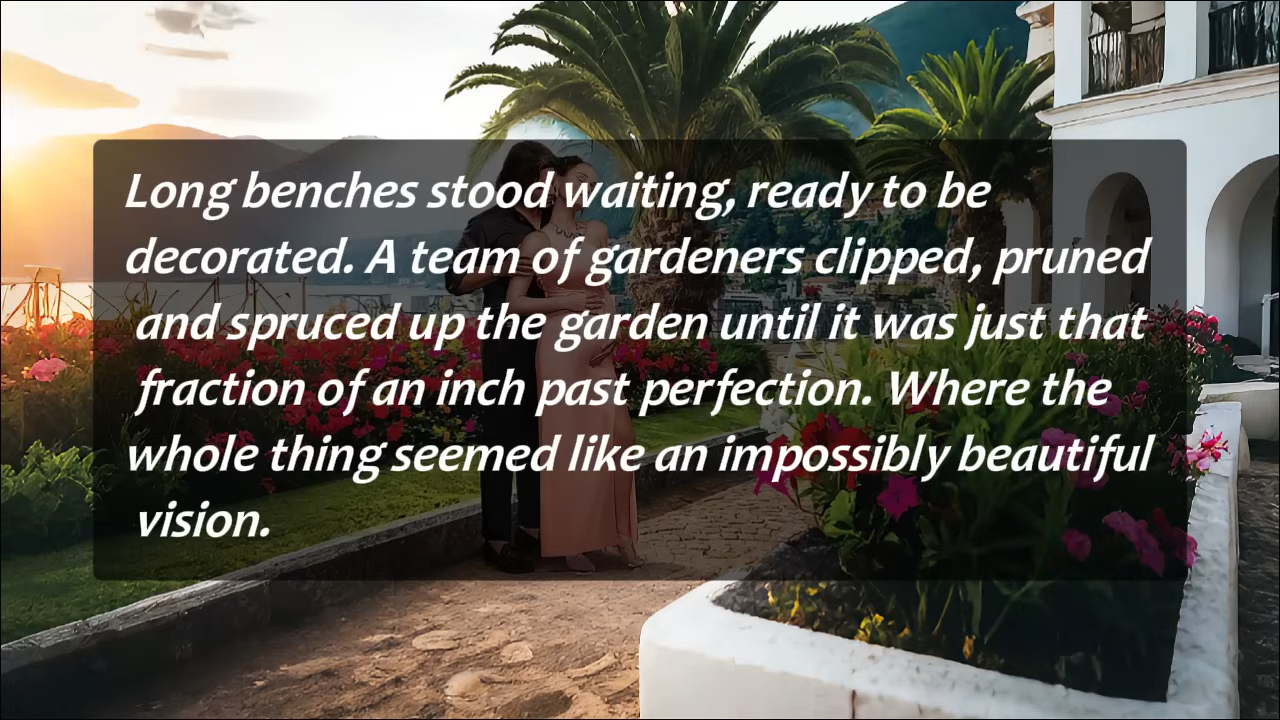 Long benches stood waiting, ready to be
decorated. A team of gardeners clipped, pruned
and spruced up the garden until it was just that
fraction of an inch past perfection. Where the
whole thing seemed like an impossibly beautiful
vision.